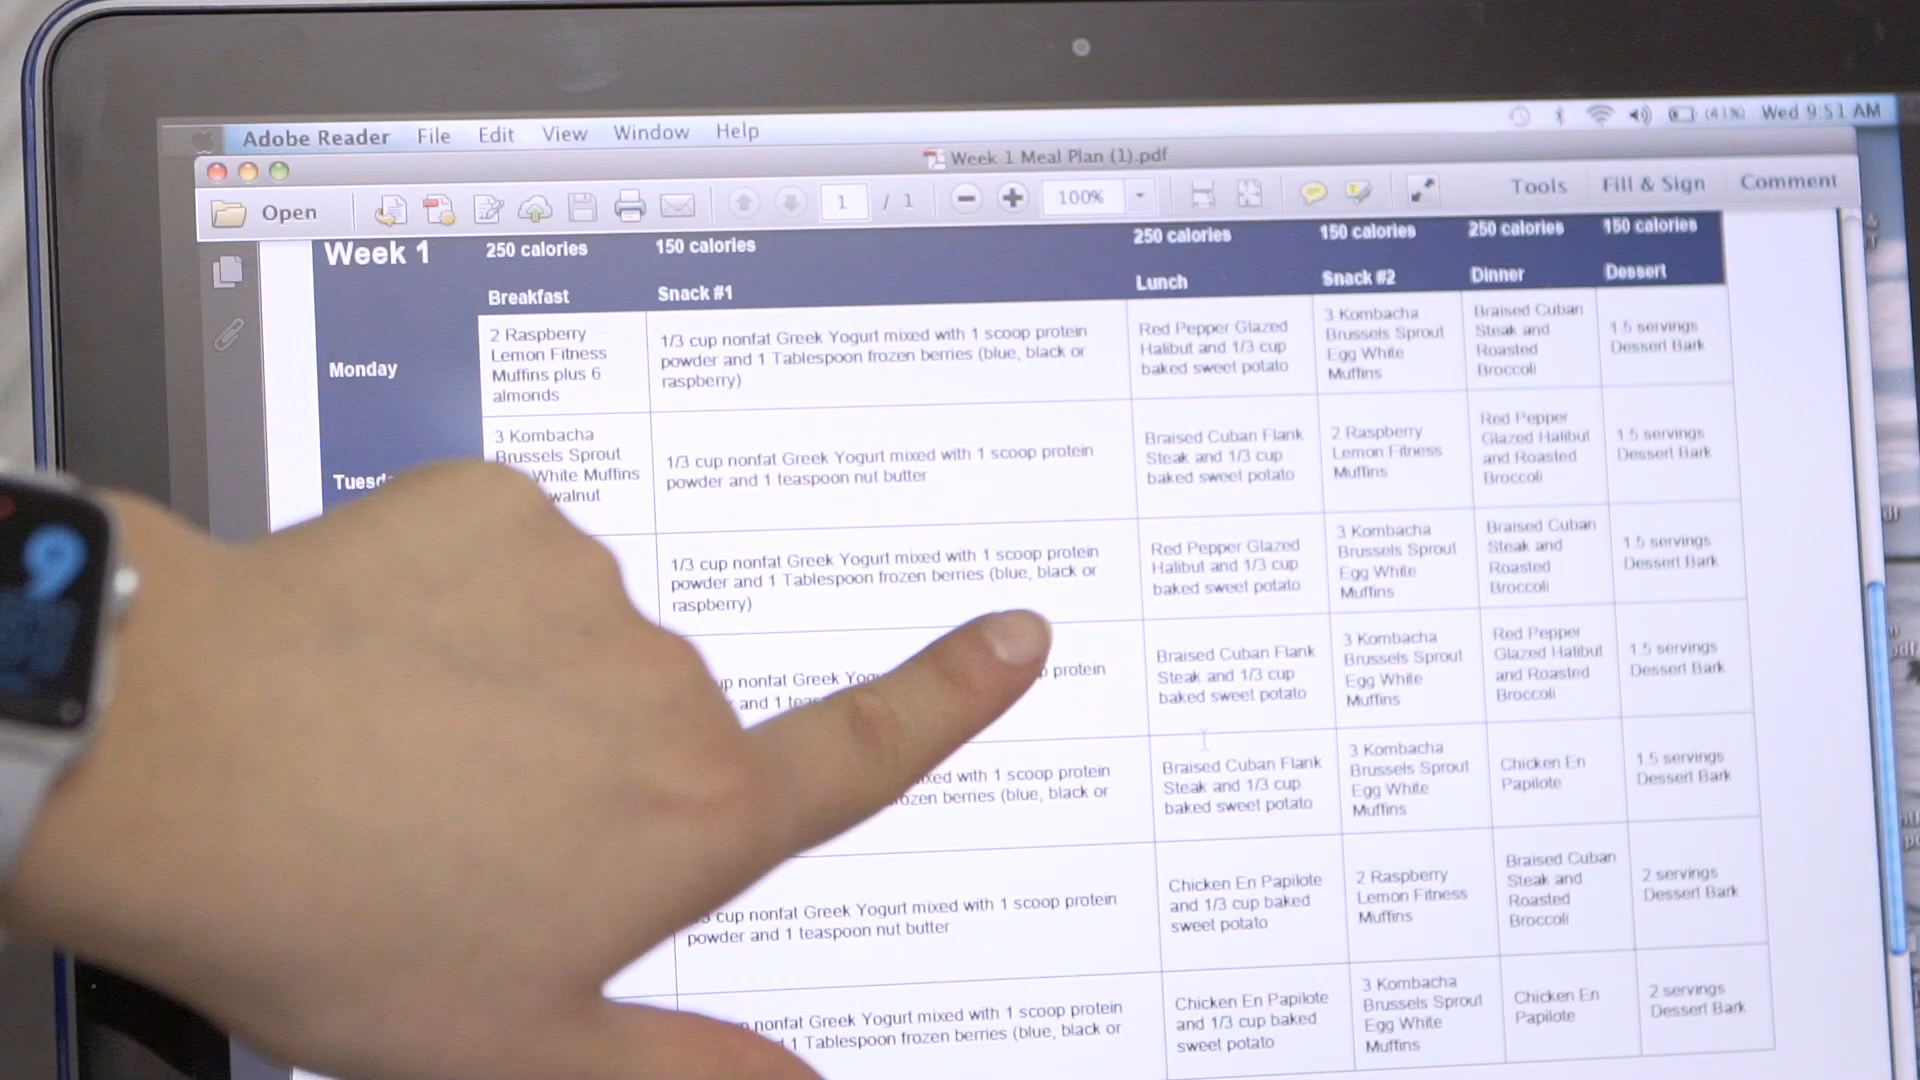 Adobe Reader File Edit View Window Help (41%) Wed 9:51 AM
Week 1 Meal Plan (1).pdf
Open 1 / 1 100% Tools Fill & Sign Comment
Week 1 250 calories 150 calories 250 calories 150 calories 250 calories 150 calories
Breakfast Snack #1 Lunch Snack #2 Dinner Dessert
Monday
2 Raspberry
Lemon Fitness
Muffins plus 6
almonds
1/3 cup nonfat Greek Yogurt mixed with 1 scoop protein
powder and 1 Tablespoon frozen berries (blue, black or
raspberry)
Red Pepper Glazed
Halibut and 1/3 cup
baked sweet potato
3 Kombacha
Brussels Sprout
Egg White
Muffins
Braised Cuban
Steak and
Roasted
Broccoli
1.5 servings
Dessert Bark
Tuesd
3 Kombacha
Brussels Sprout
White Muffins
walnut
1/3 cup nonfat Greek Yogurt mixed with 1 scoop protein
powder and 1 teaspoon nut butter
Braised Cuban Flank
Steak and 1/3 cup
baked sweet potato
2 Raspberry
Lemon Fitness
Muffins
Red Pepper
Glazed Halibut
and Roasted
Broccoli
1.5 servings
Dessert Bark
1/3 cup nonfat Greek Yogurt mixed with 1 scoop protein
powder and 1 Tablespoon frozen berries (blue, black or
raspberry)
Red Pepper Glazed
Halibut and 1/3 cup
baked sweet potato
3 Kombacha
Brussels Sprout
Egg White
Muffins
Braised Cuban
Steak and
Roasted
Broccoli
1.5 servings
Dessert Bark
up nonfat Greek Yog protein
and 1 tea
Braised Cuban Flank
Steak and 1/3 cup
baked sweet potato
3 Kombacha
Brussels Sprout
Egg White
Muffins
Red Pepper
Glazed Halibut
and Roasted
Broccoli
1.5 servings
Dessert Bark
xed with 1 scoop protein
ozen berries (blue, black or
Braised Cuban Flank
Steak and 1/3 cup
baked sweet potato
3 Kombacha
Brussels Sprout
Egg White
Muffins
Chicken En
Papilote
1.5 servings
Dessert Bark
cup nonfat Greek Yogurt mixed with 1 scoop protein
powder and 1 teaspoon nut butter
Chicken En Papilote
and 1/3 cup baked
sweet potato
2 Raspberry
Lemon Fitness
Muffins
Braised Cuban
Steak and
Roasted
Broccoli
2 servings
Dessert Bark
nonfat Greek Yogurt mixed with 1 scoop protein
1 Tablespoon frozen berries (blue, black or
Chicken En Papilote
and 1/3 cup baked
sweet potato
3 Kombacha
Brussels Sprout
Egg White
Muffins
Chicken En
Papilote
2 servings
Dessert Bark
9